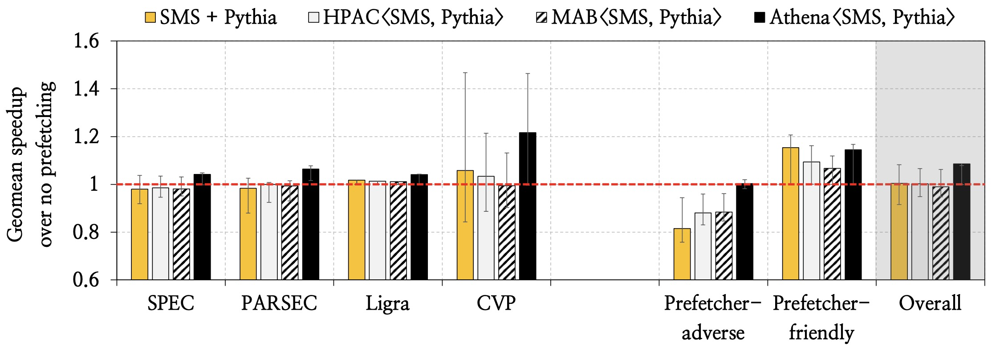 SMS + Pythia HPAC⟨SMS, Pythia⟩ MAB⟨SMS, Pythia⟩ Athena⟨SMS, Pythia⟩
Geomean speedup
over no prefetching
1.6
1.4
1.2
1
0.8
0.6
SPEC PARSEC Ligra CVP Prefetcher− Prefetcher− Overall
adverse friendly